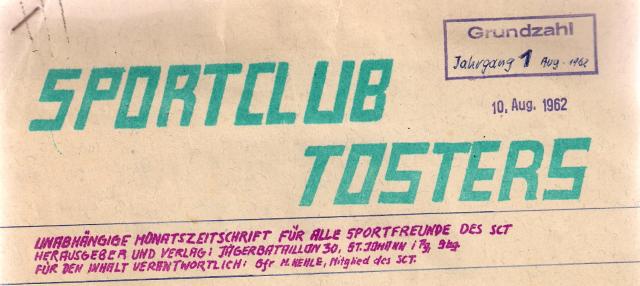 Grundzahl
Jahrgang 1 Aug. 1962
10. Aug. 1962
SPORTCLUB
TOSTERS
UNABHÄNGIGE MONATSZEITSCHRIFT FÜR ALLE SPORTFREUNDE DES SCT
HERAUSGEBER UND VERLAG: JÄGERBATAILLON 30, ST. JOHANN i Pg, Sbg.
FÜR DEN INHALT VERANTWORTLICH: Gfr M. NEHLE, Mitglied des SCT.